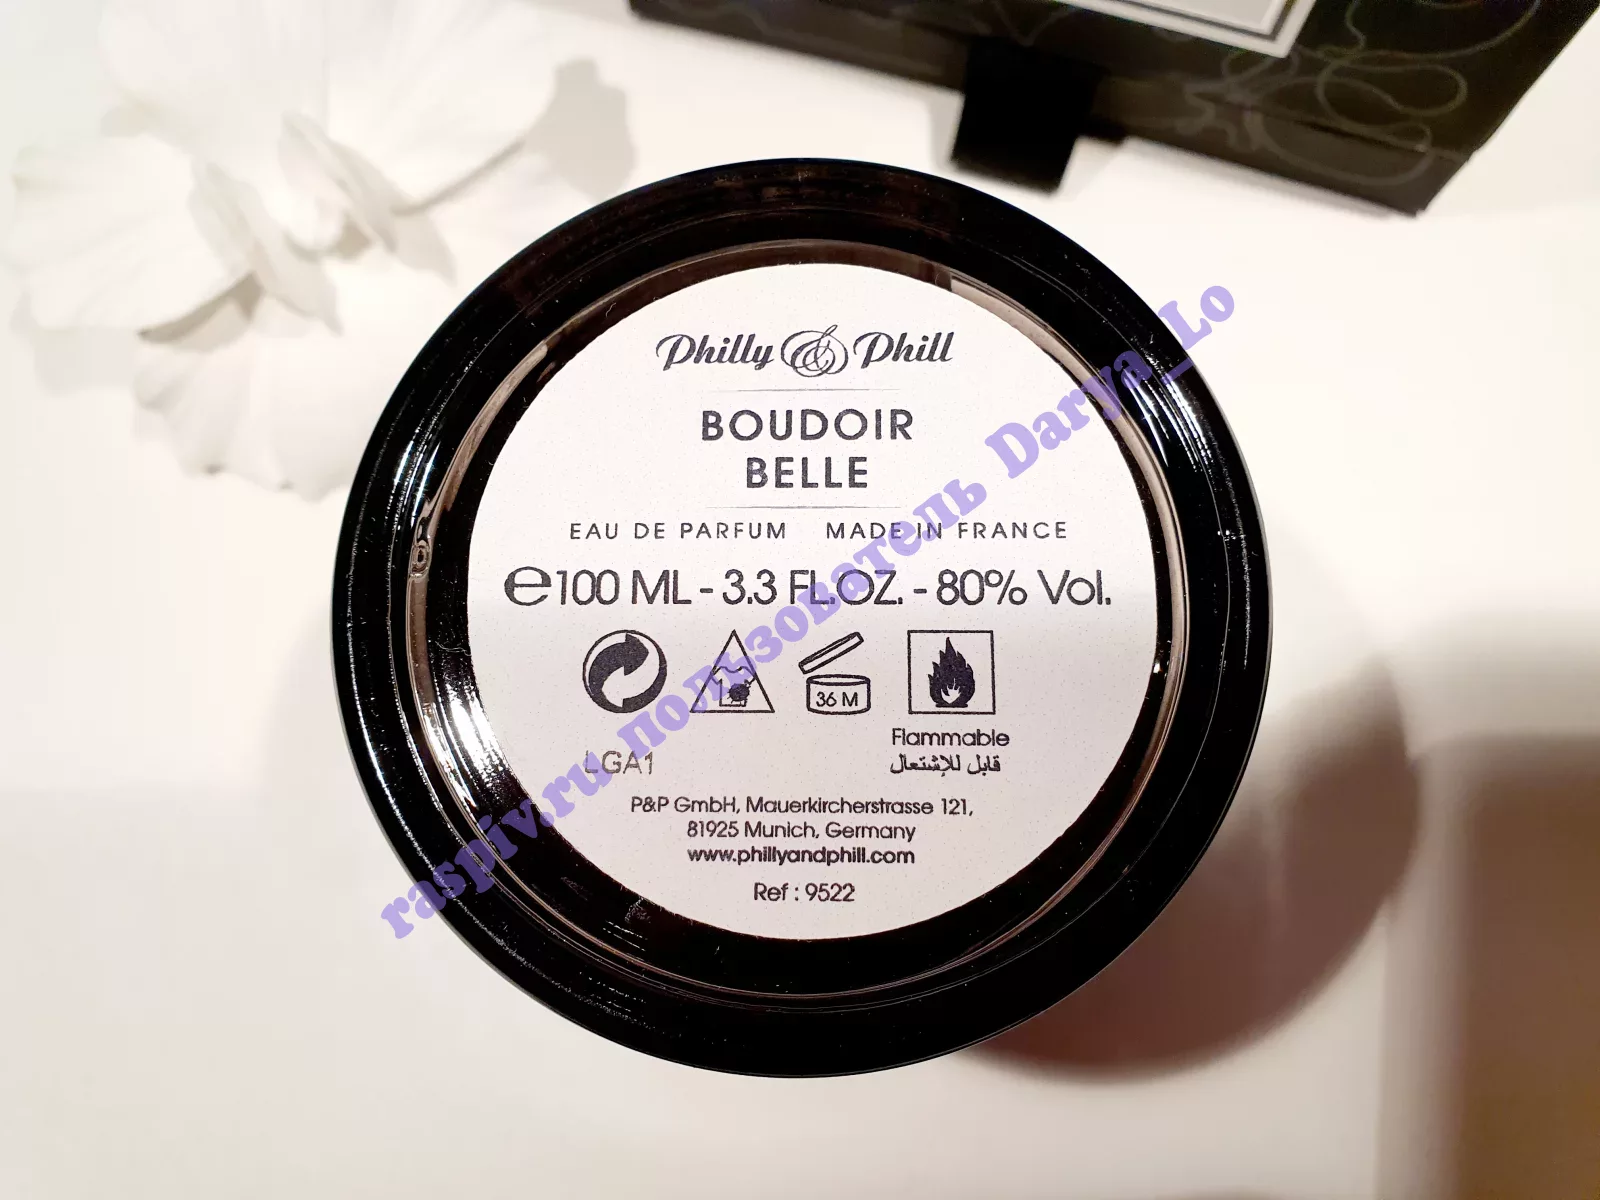 Philly & Phill
BOUDOIR
BELLE
EAU DE PARFUM MADE IN FRANCE
℮100 ML - 3.3 FL.OZ. - 80% Vol.
36 M
Flammable
قابل للإشتعال
LGA1
P&P GmbH, Mauerkircherstrasse 121,
81925 Munich, Germany
www.phillyandphill.com
Ref : 9522
raspiv.ru пользователь Darya_Lo